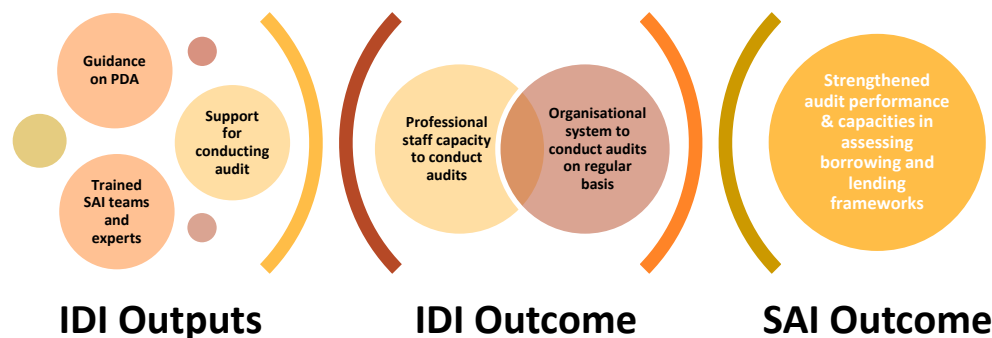 Guidance
on PDA
Support
for
conducting
audit
Trained
SAI teams
and
experts
Professional
staff capacity
to conduct
audits
Organisational
system to
conduct audits
on regular
basis
Strengthened
audit performance
& capacities in
assessing
borrowing and
lending
frameworks
IDI Outputs
IDI Outcome
SAI Outcome